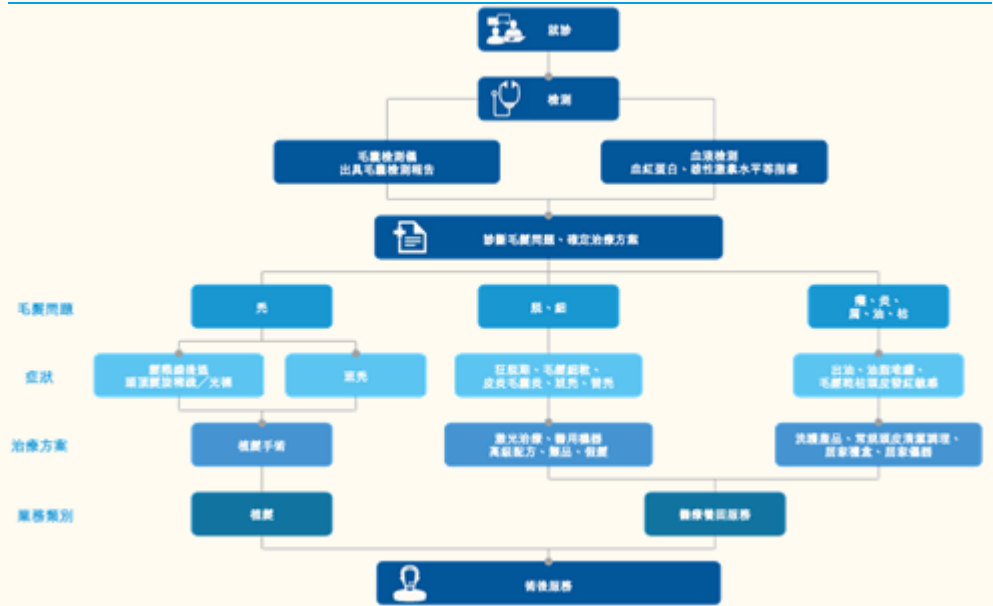 就診
檢測
毛囊檢測儀
出具毛囊檢測報告
血液檢測
血紅蛋白、雄性激素水平等指標
診斷毛髮問題、確定治療方案
毛髮問題
禿
脫、細
癢、炎、
屑、油、枯
症狀
髮際線後退
頭頂髮旋稀疏／光禿
斑禿
狂脫期、毛髮細軟、
皮炎毛囊炎、斑禿、普禿
出油、油脂堆積、
毛髮乾枯頭皮發紅敏感
治療方案
植髮手術
激光治療、醫用儀器
高級配方、藥品、假髮
洗護產品、常規頭皮清潔調理、
居家禮盒、居家儀器
業務類別
植髮
醫療養固服務
術後服務